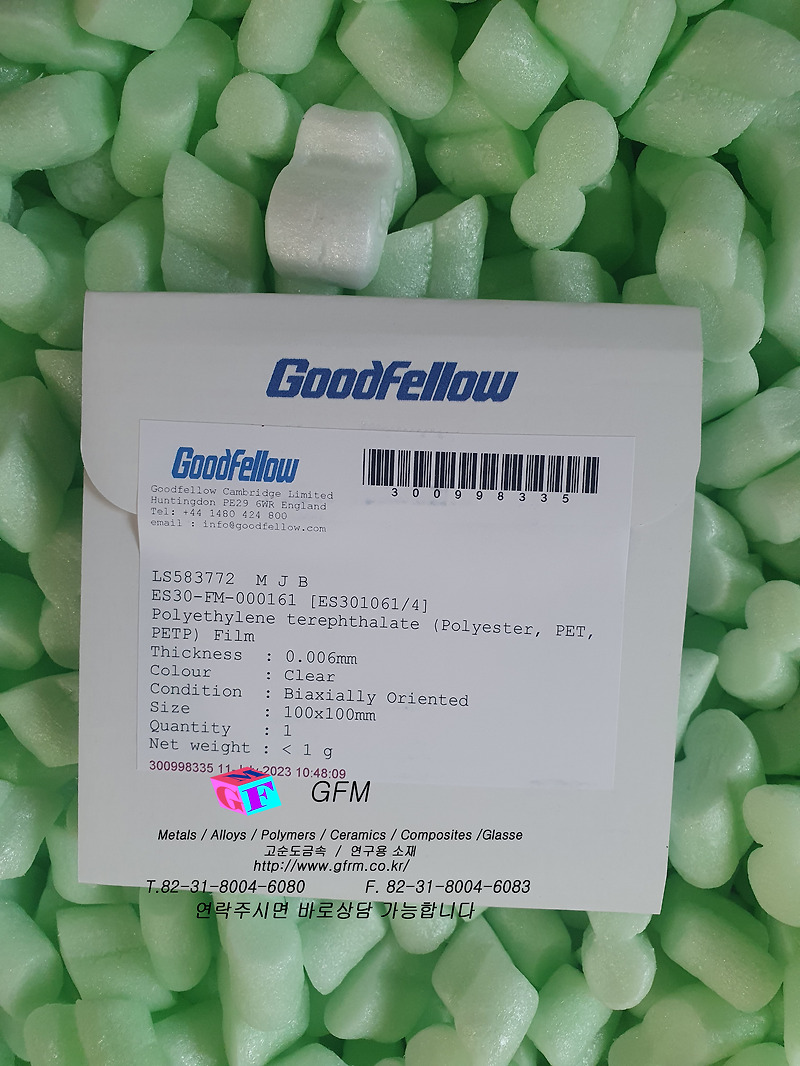 GoodFellow
GoodFellow
Goodfellow Cambridge Limited
Huntingdon PE29 6WR England
Tel: +44 1480 424 800
email : info@goodfellow.com
300998335
LS583772 M J B
ES30-FM-000161 [ES301061/4]
Polyethylene terephthalate (Polyester, PET,
PETP) Film
Thickness : 0.006mm
Colour : Clear
Condition : Biaxially Oriented
Size : 100x100mm
Quantity : 1
Net weight : < 1 g
300998335 11 July 2023 10:48:09
M
G F
GFM
Metals / Alloys / Polymers / Ceramics / Composites /Glasse
고순도금속 / 연구용 소재
http://www.gfrm.co.kr/
T.82-31-8004-6080 F. 82-31-8004-6083
연락주시면 바로상담 가능합니다